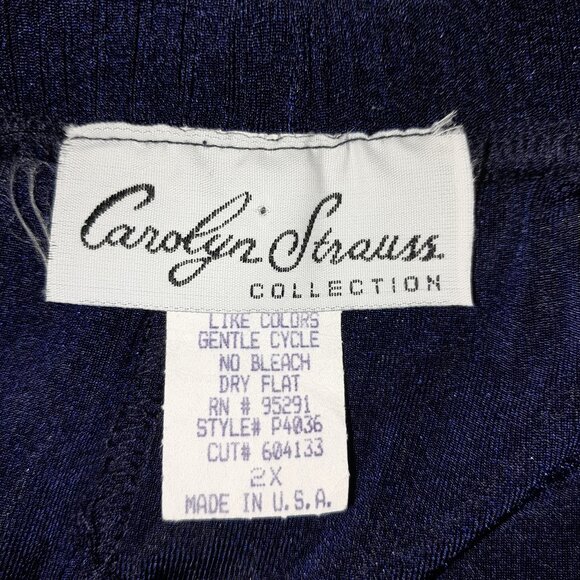 Carolyn Strauss
COLLECTION
LIKE COLORS
GENTLE CYCLE
NO BLEACH
DRY FLAT
RN # 95291
STYLE# P4036
CUT# 604133
2X
MADE IN U.S.A.